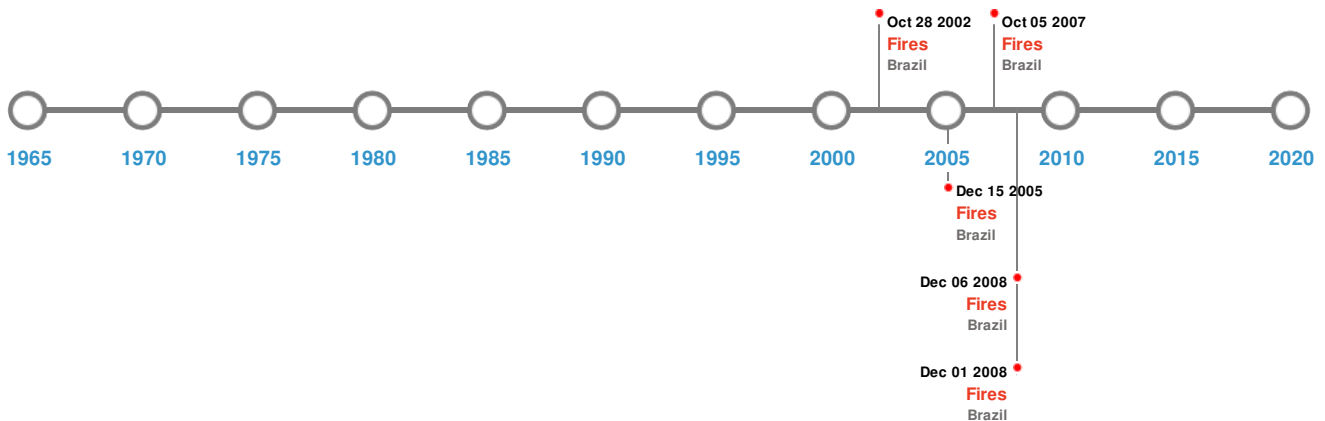 Oct 28 2002
Fires
Brazil
Oct 05 2007
Fires
Brazil
1965 1970 1975 1980 1985 1990 1995 2000 2005 2010 2015 2020
Dec 15 2005
Fires
Brazil
Dec 06 2008
Fires
Brazil
Dec 01 2008
Fires
Brazil